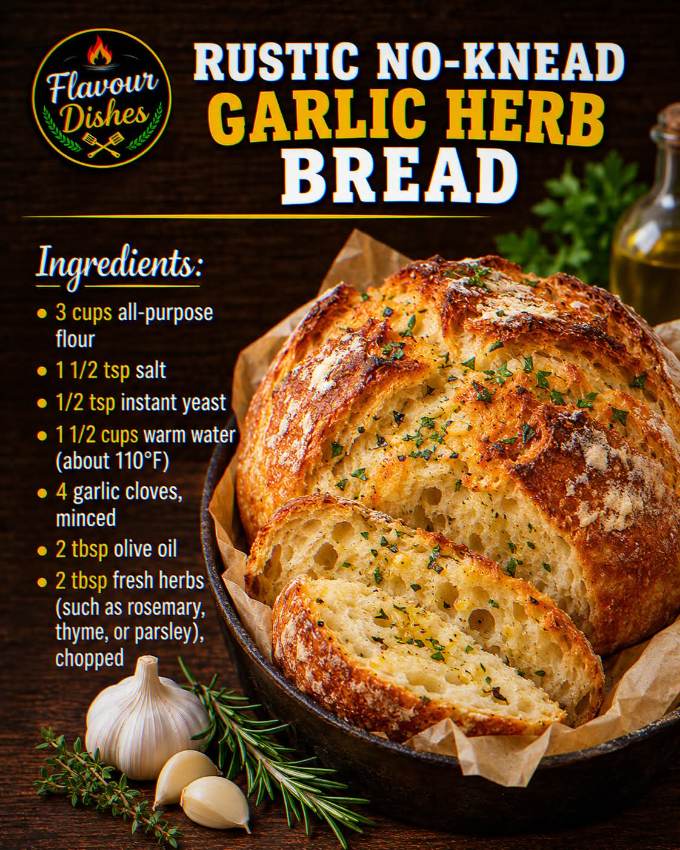 Flavour
Dishes
RUSTIC NO-KNEAD
GARLIC HERB
BREAD
Ingredients:
• 3 cups all-purpose
flour
• 1 1/2 tsp salt
• 1/2 tsp instant yeast
• 1 1/2 cups warm water
(about 110°F)
• 4 garlic cloves,
minced
• 2 tbsp olive oil
• 2 tbsp fresh herbs
(such as rosemary,
thyme, or parsley),
chopped